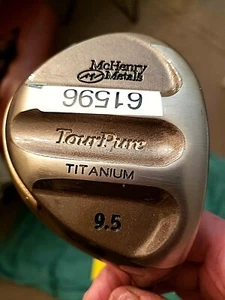 McHenry
Metals
61596
TourPure
TITANIUM
9.5